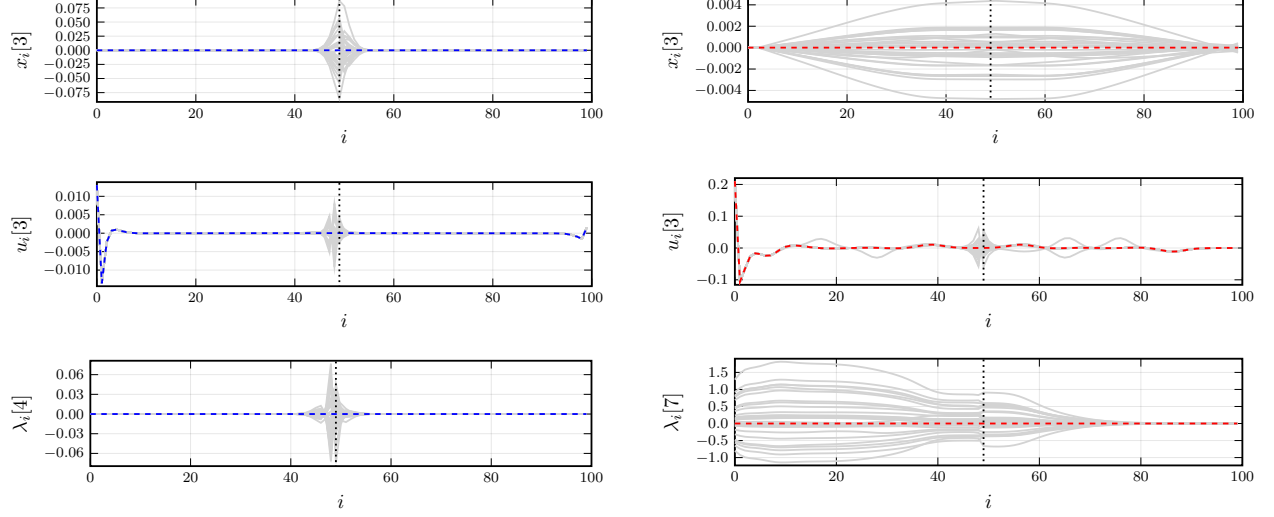 0.075
0.050
0.025
0.000
−0.025
−0.050
−0.075
x_i[3]
0 20 40 60 80 100
i
0.004
0.002
0.000
−0.002
−0.004
x_i[3]
0 20 40 60 80 100
i
0.010
0.005
0.000
−0.005
−0.010
u_i[3]
0 20 40 60 80 100
i
0.2
0.1
0.0
−0.1
u_i[3]
0 20 40 60 80 100
i
0.06
0.03
0.00
−0.03
−0.06
λ_i[4]
0 20 40 60 80 100
i
1.5
1.0
0.5
0.0
−0.5
−1.0
λ_i[7]
0 20 40 60 80 100
i